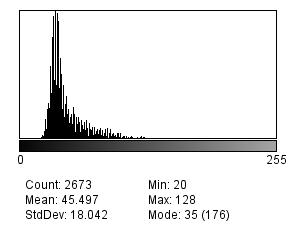 0 255
Count: 2673 Min: 20
Mean: 45.497 Max: 128
StdDev: 18.042 Mode: 35 (176)